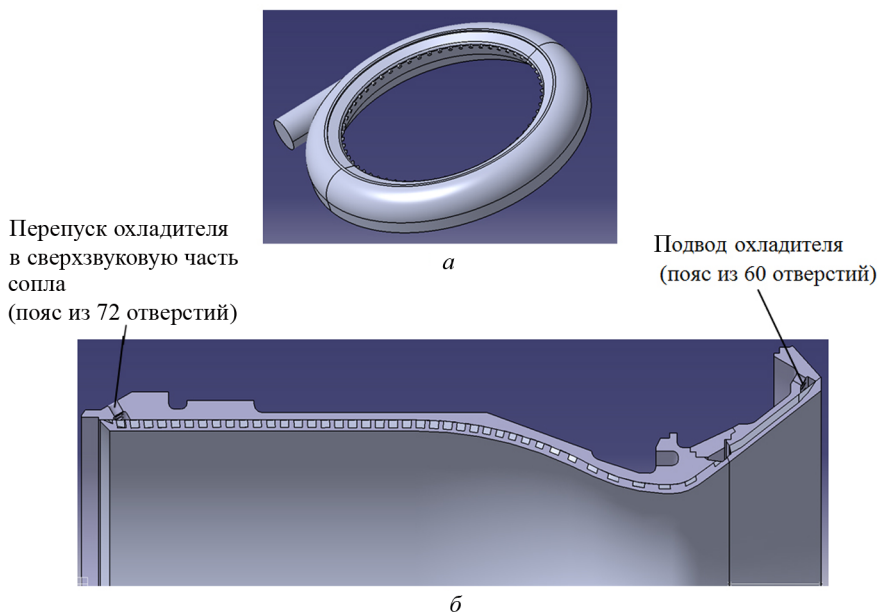 Перепуск охладителя
в сверхзвуковую часть
сопла
(пояс из 72 отверстий)
а
Подвод охладителя
(пояс из 60 отверстий)
б